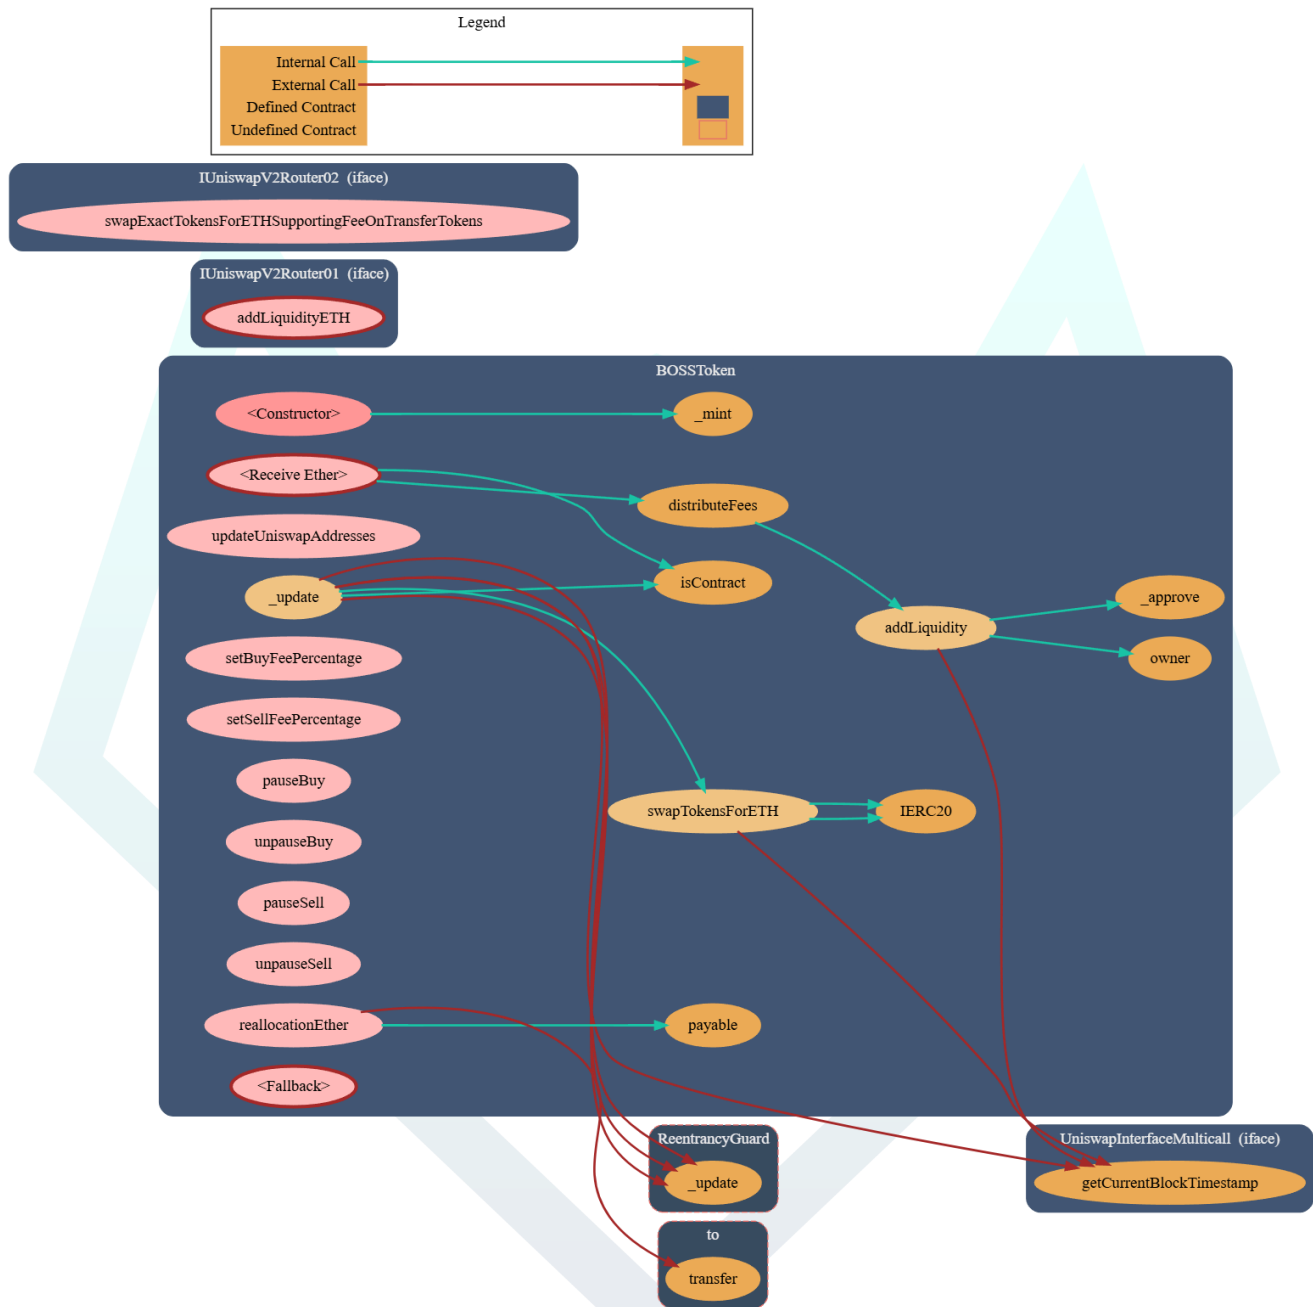 Legend
Internal Call
External Call
Defined Contract
Undefined Contract
IUniswapV2Router02 (iface)
swapExactTokensForETHSupportingFeeOnTransferTokens
IUniswapV2Router01 (iface)
addLiquidityETH
BOSSToken
<Constructor>
_mint
<Receive Ether>
distributeFees
updateUniswapAddresses
isContract
_update
_approve
addLiquidity
owner
setBuyFeePercentage
setSellFeePercentage
pauseBuy
swapTokensForETH
IERC20
unpauseBuy
pauseSell
unpauseSell
reallocationEther
payable
<Fallback>
ReentrancyGuard
_update
UniswapInterfaceMulticall (iface)
getCurrentBlockTimestamp
to
transfer